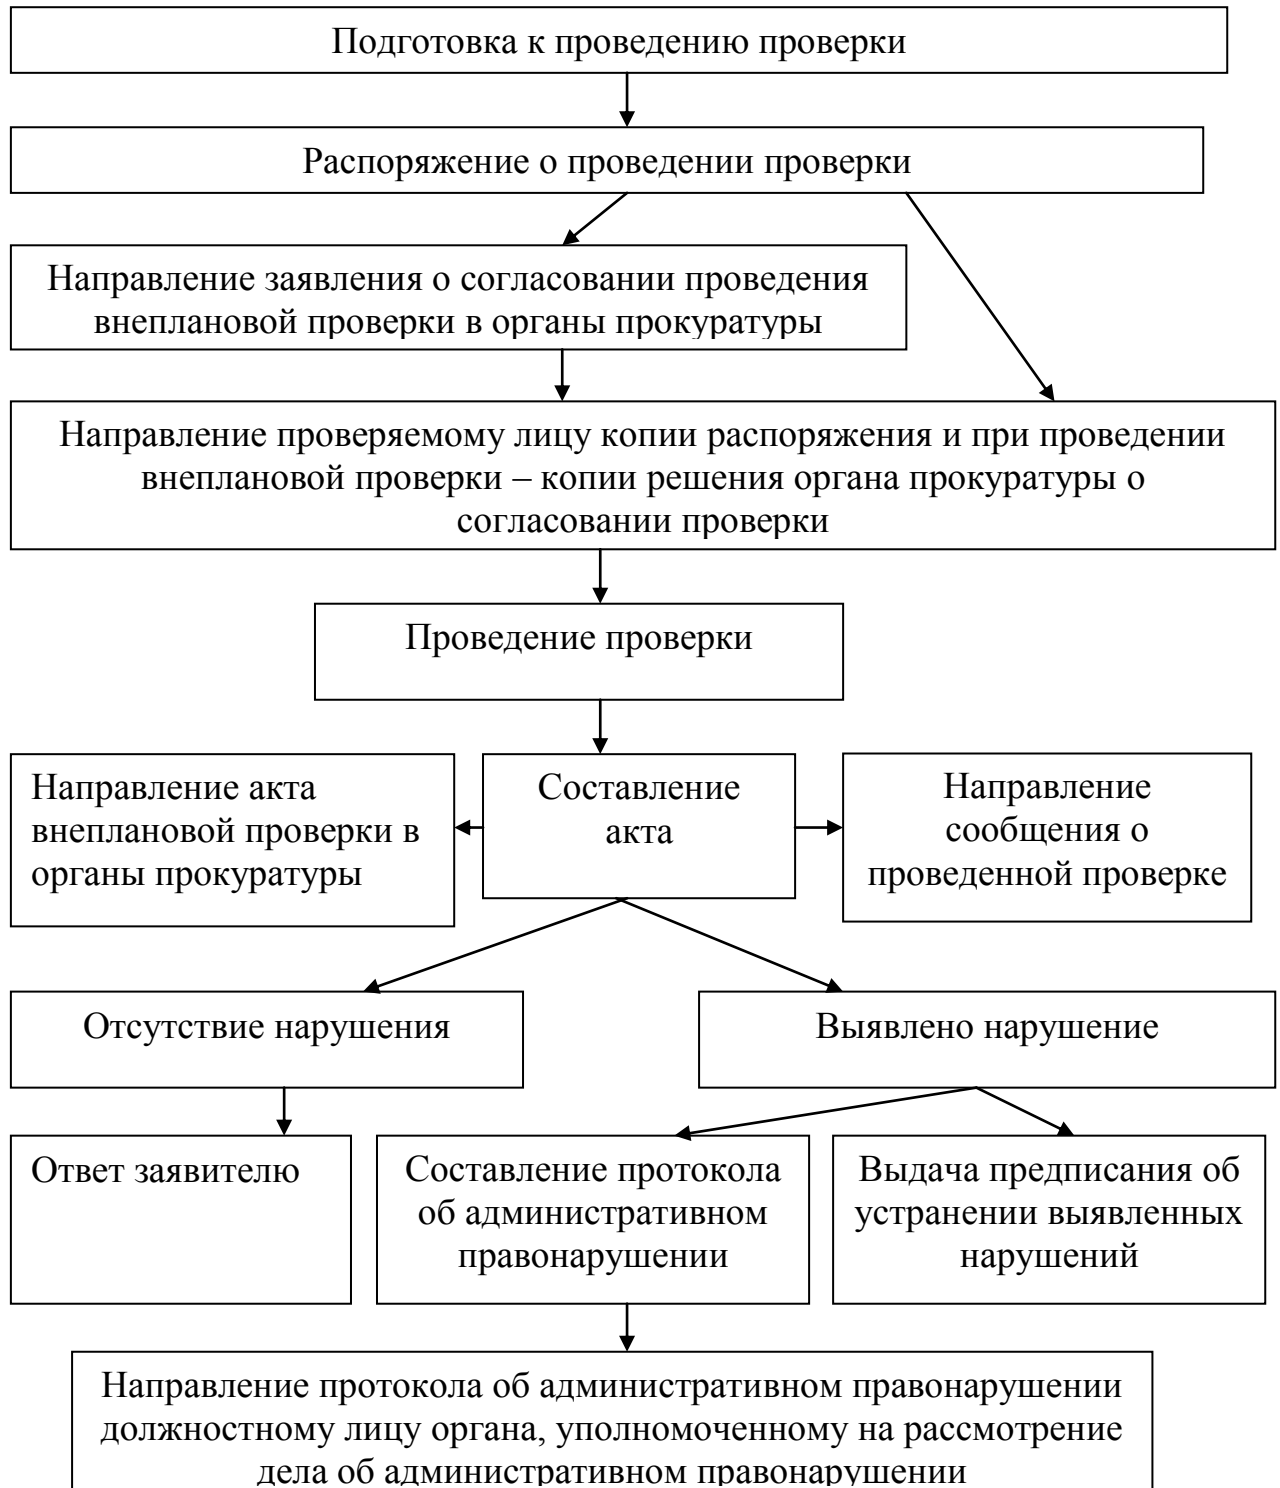 Подготовка к проведению проверки
Распоряжение о проведении проверки
Направление заявления о согласовании проведения
внеплановой проверки в органы прокуратуры
Направление проверяемому лицу копии распоряжения и при проведении
внеплановой проверки – копии решения органа прокуратуры о
согласовании проверки
Проведение проверки
Направление акта
внеплановой проверки в
органы прокуратуры
Составление
акта
Направление
сообщения о
проведенной проверке
Отсутствие нарушения
Выявлено нарушение
Ответ заявителю
Составление протокола
об административном
правонарушении
Выдача предписания об
устранении выявленных
нарушений
Направление протокола об административном правонарушении
должностному лицу органа, уполномоченному на рассмотрение
дела об административном правонарушении